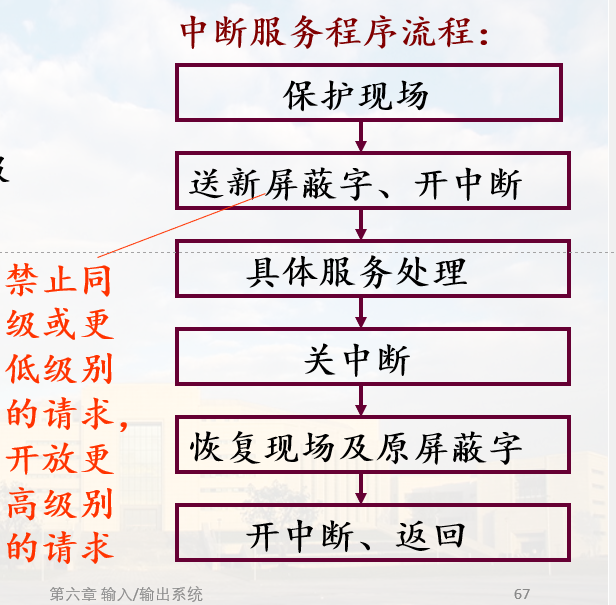 中断服务程序流程：
保护现场
送新屏蔽字、开中断
具体服务处理
关中断
恢复现场及原屏蔽字
开中断、返回
禁止同
级或更
低级别
的请求，
开放更
高级别
的请求
第六章 输入/输出系统
67